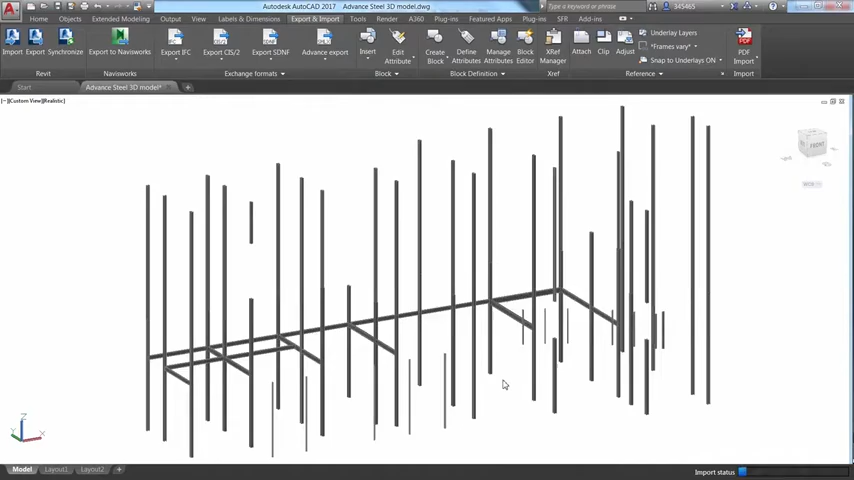 Autodesk AutoCAD 2017 Advance Steel 3D model.dwg
Type a keyword or phrase
345465
Home Objects Extended Modeling Output View Labels & Dimensions Export & Import Tools Render A360 Plug-ins Featured Apps Plug-ins SFR Add-ins
Import Export Synchronize
Export to Navisworks
Export IFC
Export CIS/2
Export SDNF
Advance export
Insert
Edit Attribute
Create Block
Define Attributes
Manage Attributes
Block Editor
XRef Manager
Attach
Clip
Adjust
Underlay Layers
*Frames vary*
Snap to Underlays ON
PDF Import
Revit
Navisworks
Exchange formats
Block
Block Definition
Reference
Import
Start
Advance Steel 3D model*
[–][Custom View][Realistic]
FRONT
Z
Y
X
Model Layout1 Layout2 +
Import status